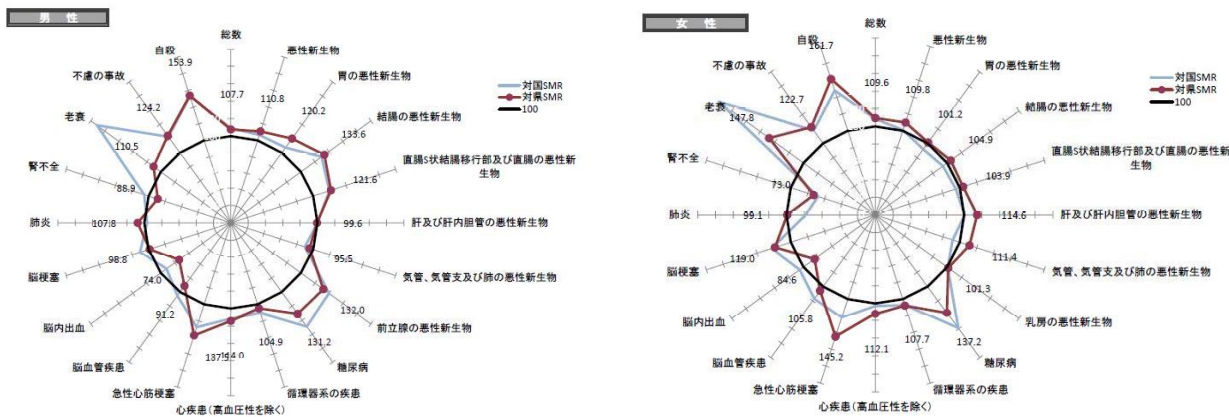 男 性
総数
悪性新生物
胃の悪性新生物
結腸の悪性新生物
直腸S状結腸移行部及び直腸の悪性新
生物
肝及び肝内胆管の悪性新生物
気管、気管支及び肺の悪性新生物
前立腺の悪性新生物
糖尿病
循環器系の疾患
心疾患(高血圧性を除く)
急性心筋梗塞
脳血管疾患
脳内出血
脳梗塞
肺炎
腎不全
老衰
不慮の事故
自殺
107.7
110.8
120.2
133.6
121.6
99.6
95.5
132.0
131.2
104.9
91.2
74.0
98.8
107.8
88.9
110.5
124.2
153.9
対国SMR
対県SMR
100
女 性
総数
悪性新生物
胃の悪性新生物
結腸の悪性新生物
直腸S状結腸移行部及び直腸の悪性新
生物
肝及び肝内胆管の悪性新生物
気管、気管支及び肺の悪性新生物
乳房の悪性新生物
糖尿病
循環器系の疾患
心疾患(高血圧性を除く)
急性心筋梗塞
脳血管疾患
脳内出血
脳梗塞
肺炎
腎不全
老衰
不慮の事故
自殺
109.6
109.8
101.2
104.9
103.9
114.6
111.4
101.3
137.2
107.7
112.1
145.2
105.8
84.6
119.0
99.1
73.0
147.8
122.7
161.7
対国SMR
対県SMR
100